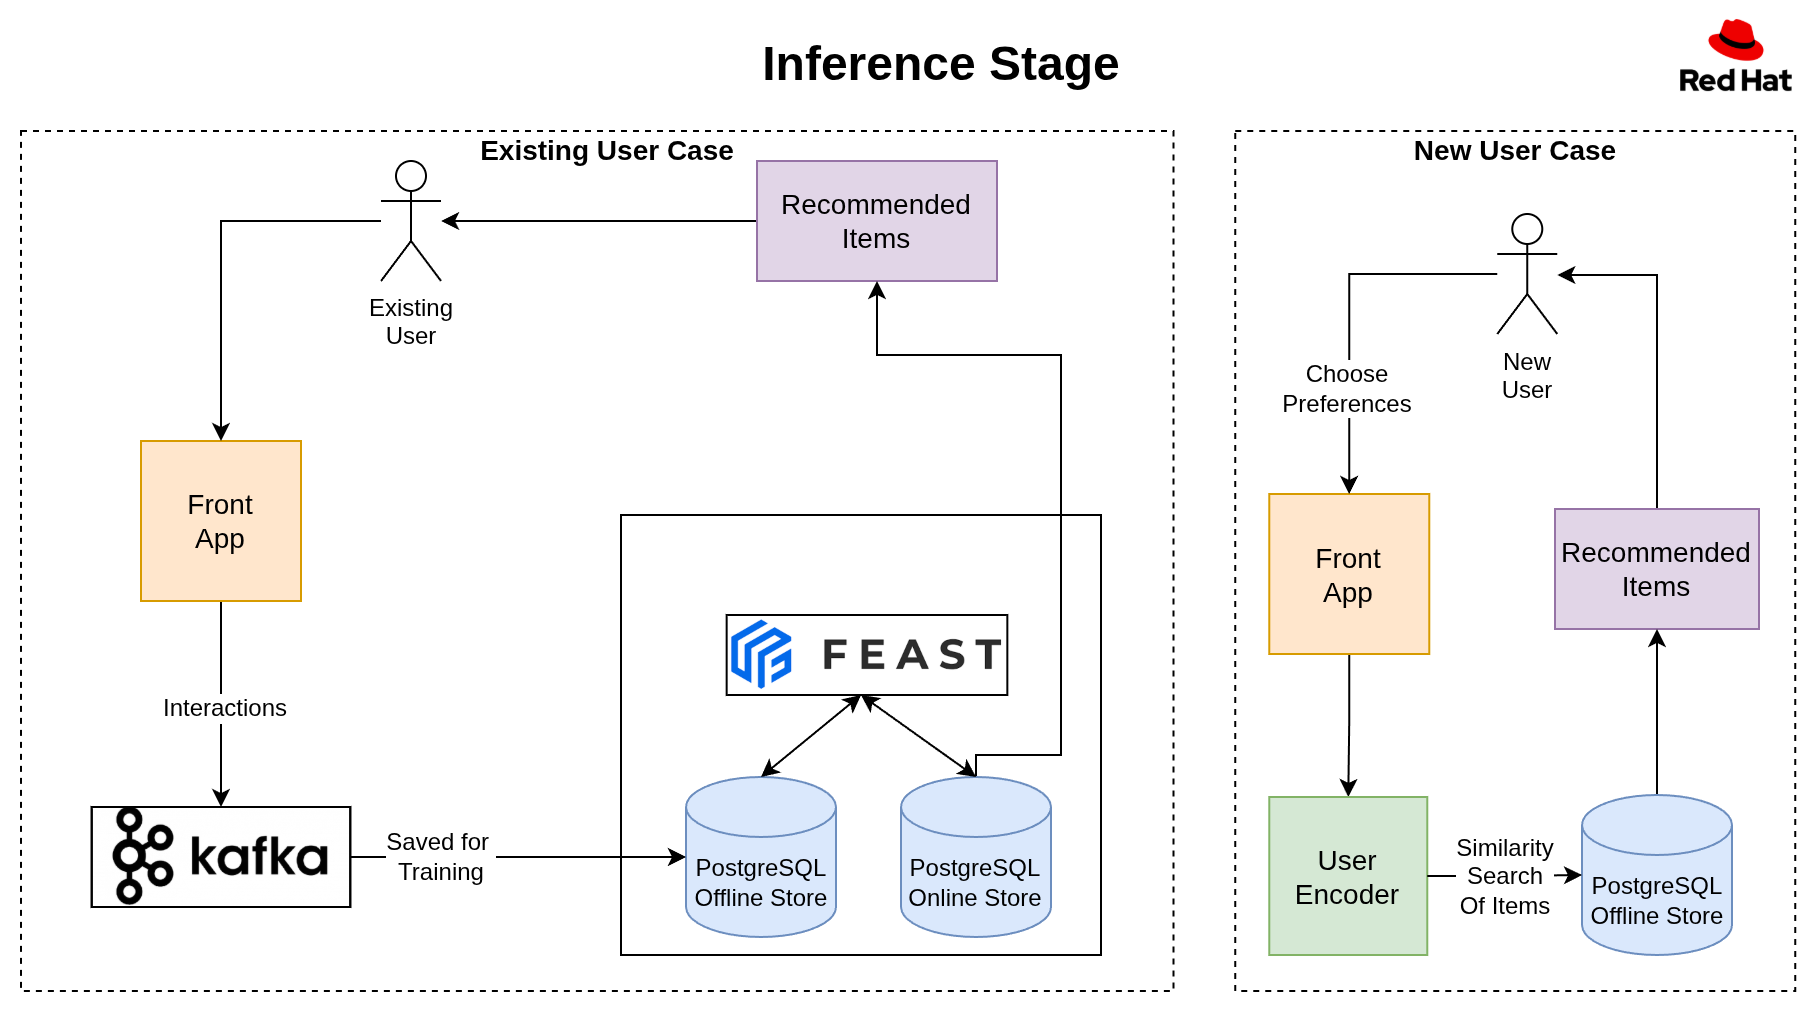 Inference Stage
Red Hat
Existing User Case
Existing
User
Recommended
Items
Front
App
Interactions
kafka
Saved for
Training
FEAST
PostgreSQL
Offline Store
PostgreSQL
Online Store
New User Case
New
User
Choose
Preferences
Front
App
Recommended
Items
User
Encoder
Similarity
Search
Of Items
PostgreSQL
Offline Store